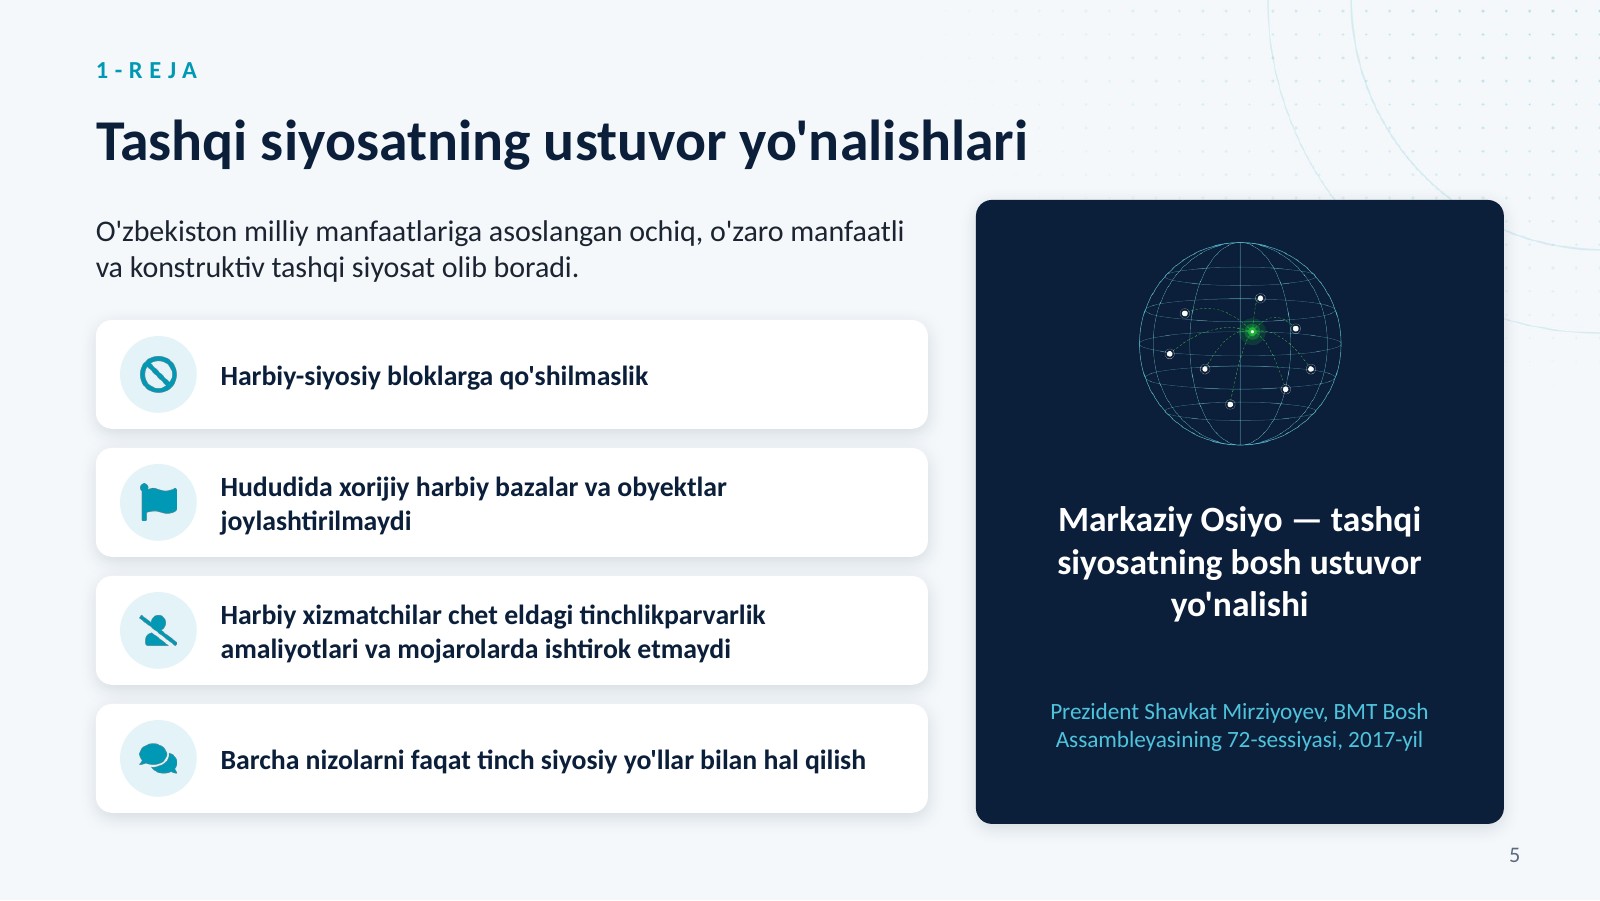 1-REJA
Tashqi siyosatning ustuvor yo'nalishlari
O'zbekiston milliy manfaatlariga asoslangan ochiq, o'zaro manfaatli
va konstruktiv tashqi siyosat olib boradi.
Harbiy-siyosiy bloklarga qo'shilmaslik
Hududida xorijiy harbiy bazalar va obyektlar
joylashtirilmaydi
Harbiy xizmatchilar chet eldagi tinchlikparvarlik
amaliyotlari va mojarolarda ishtirok etmaydi
Barcha nizolarni faqat tinch siyosiy yo'llar bilan hal qilish
Markaziy Osiyo — tashqi
siyosatning bosh ustuvor
yo'nalishi
Prezident Shavkat Mirziyoyev, BMT Bosh
Assambleyasining 72-sessiyasi, 2017-yil
5